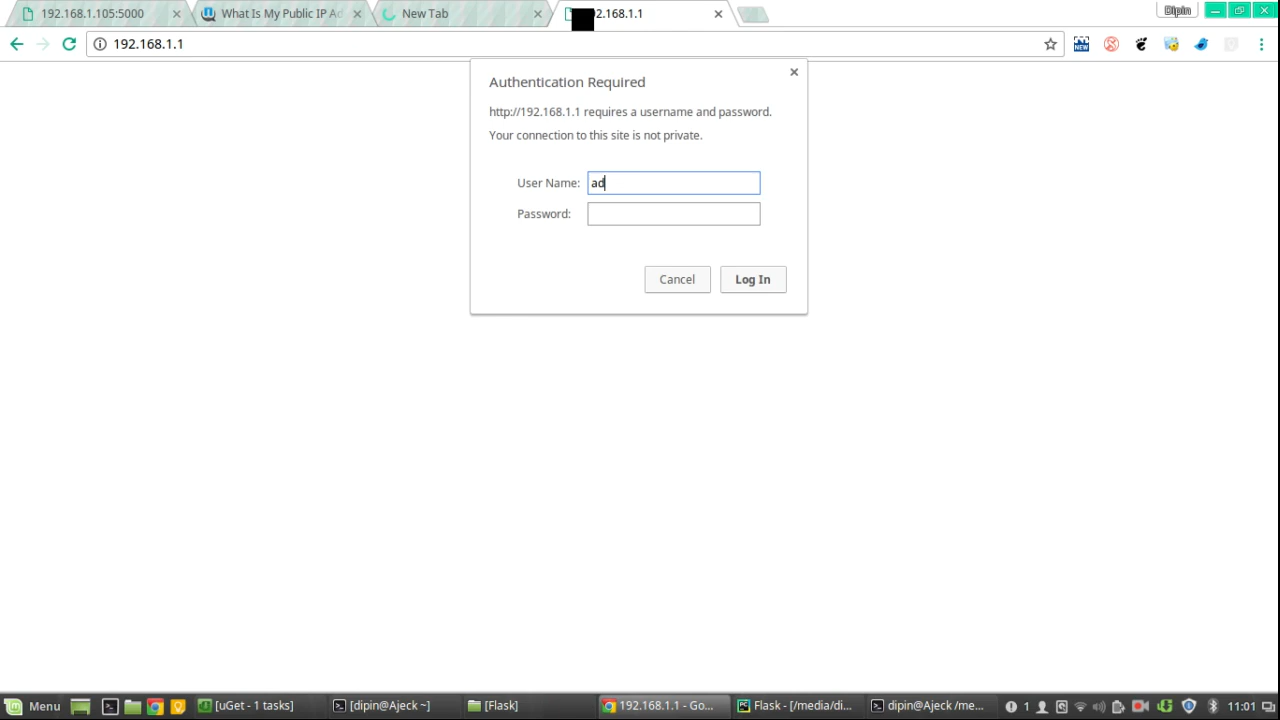 192.168.1.105:5000
What Is My Public IP Ad
New Tab
2.168.1.1
Dipin
192.168.1.1
NEW
Authentication Required
http://192.168.1.1 requires a username and password.
Your connection to this site is not private.
User Name: ad
Password:
Cancel
Log In
Menu
[uGet - 1 tasks]
[dipin@Ajeck ~]
[Flask]
192.168.1.1 - Go...
Flask - [/media/di...
dipin@Ajeck /me...
1
11:01